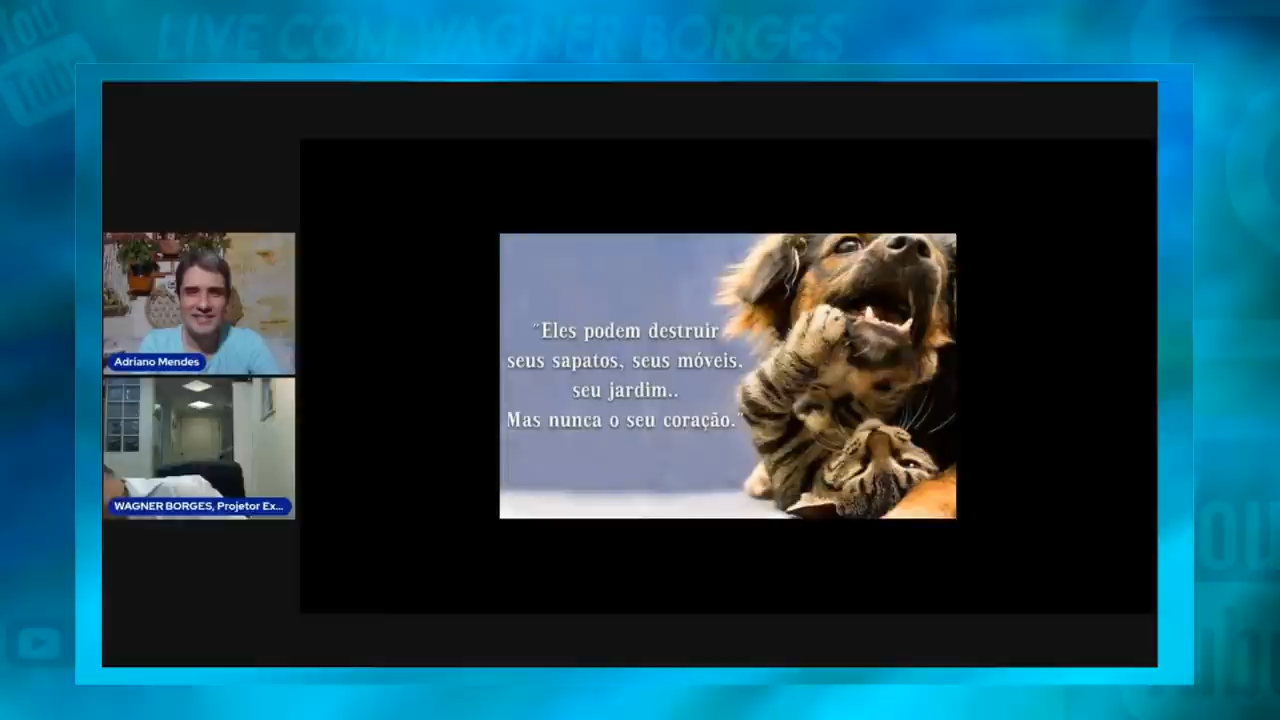 LIVE COM WAGNER BORGES
Adriano Mendes
WAGNER BORGES, Projetor Ex...
"Eles podem destruir
seus sapatos, seus móveis,
seu jardim..
Mas nunca o seu coração."